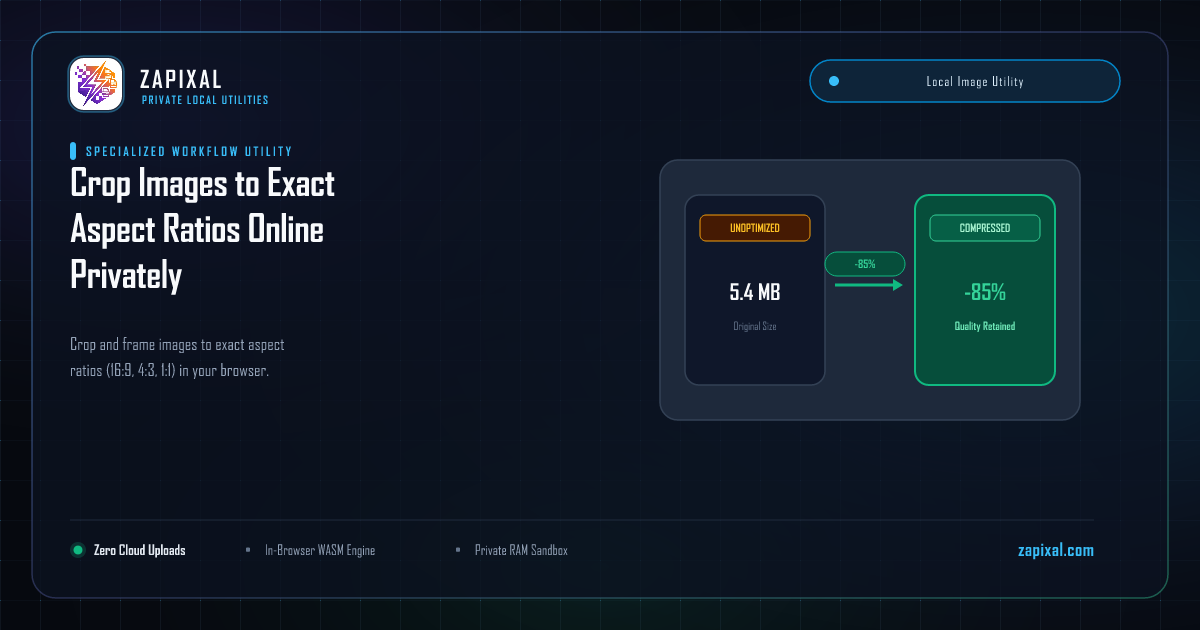 ZAPIXAL
PRIVATE LOCAL UTILITIES
Local Image Utility
SPECIALIZED WORKFLOW UTILITY
Crop Images to Exact
Aspect Ratios Online
Privately
Crop and frame images to exact aspect
ratios (16:9, 4:3, 1:1) in your browser.
UNOPTIMIZED
5.4 MB
Original Size
-85%
COMPRESSED
-85%
Quality Retained
Zero Cloud Uploads
In-Browser WASM Engine
Private RAM Sandbox
zapixal.com